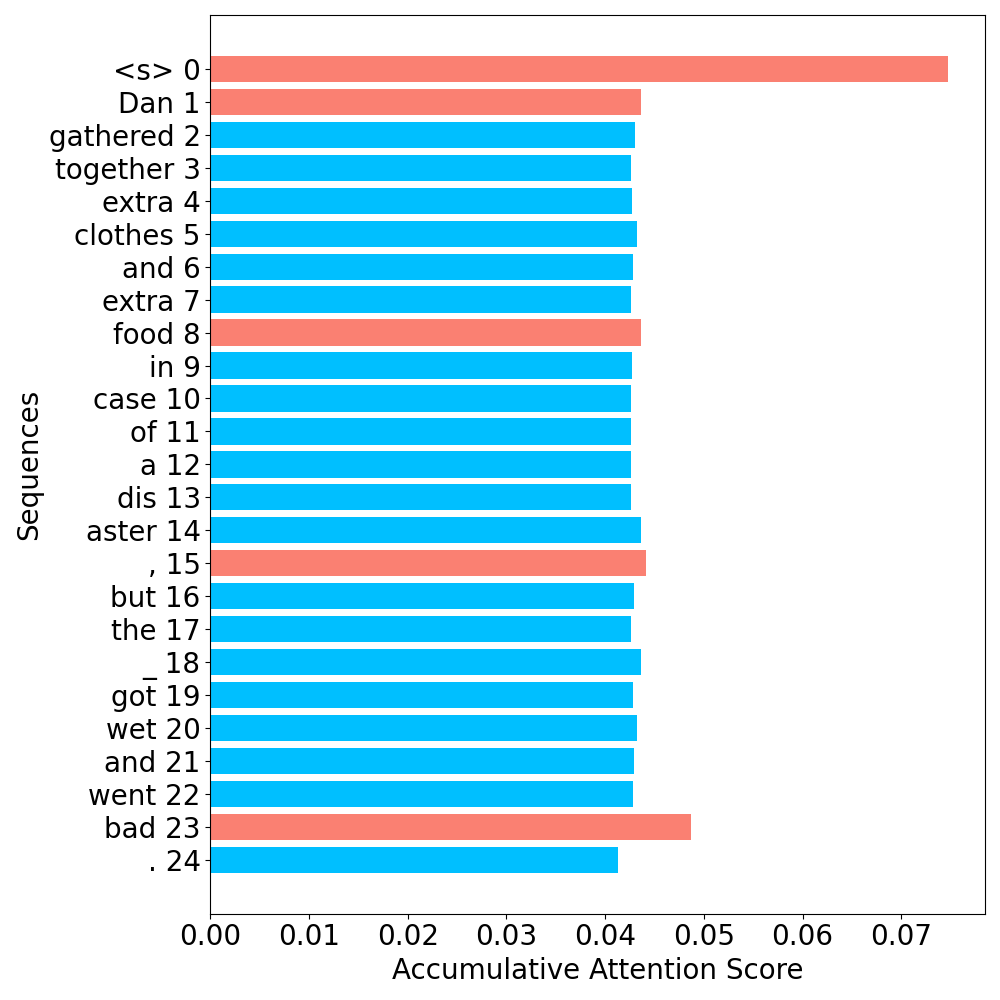 <s> 0
Dan 1
gathered 2
together 3
extra 4
clothes 5
and 6
extra 7
food 8
in 9
case 10
of 11
a 12
dis 13
aster 14
, 15
but 16
the 17
_ 18
got 19
wet 20
and 21
went 22
bad 23
. 24
Sequences
0.00 0.01 0.02 0.03 0.04 0.05 0.06 0.07
Accumulative Attention Score